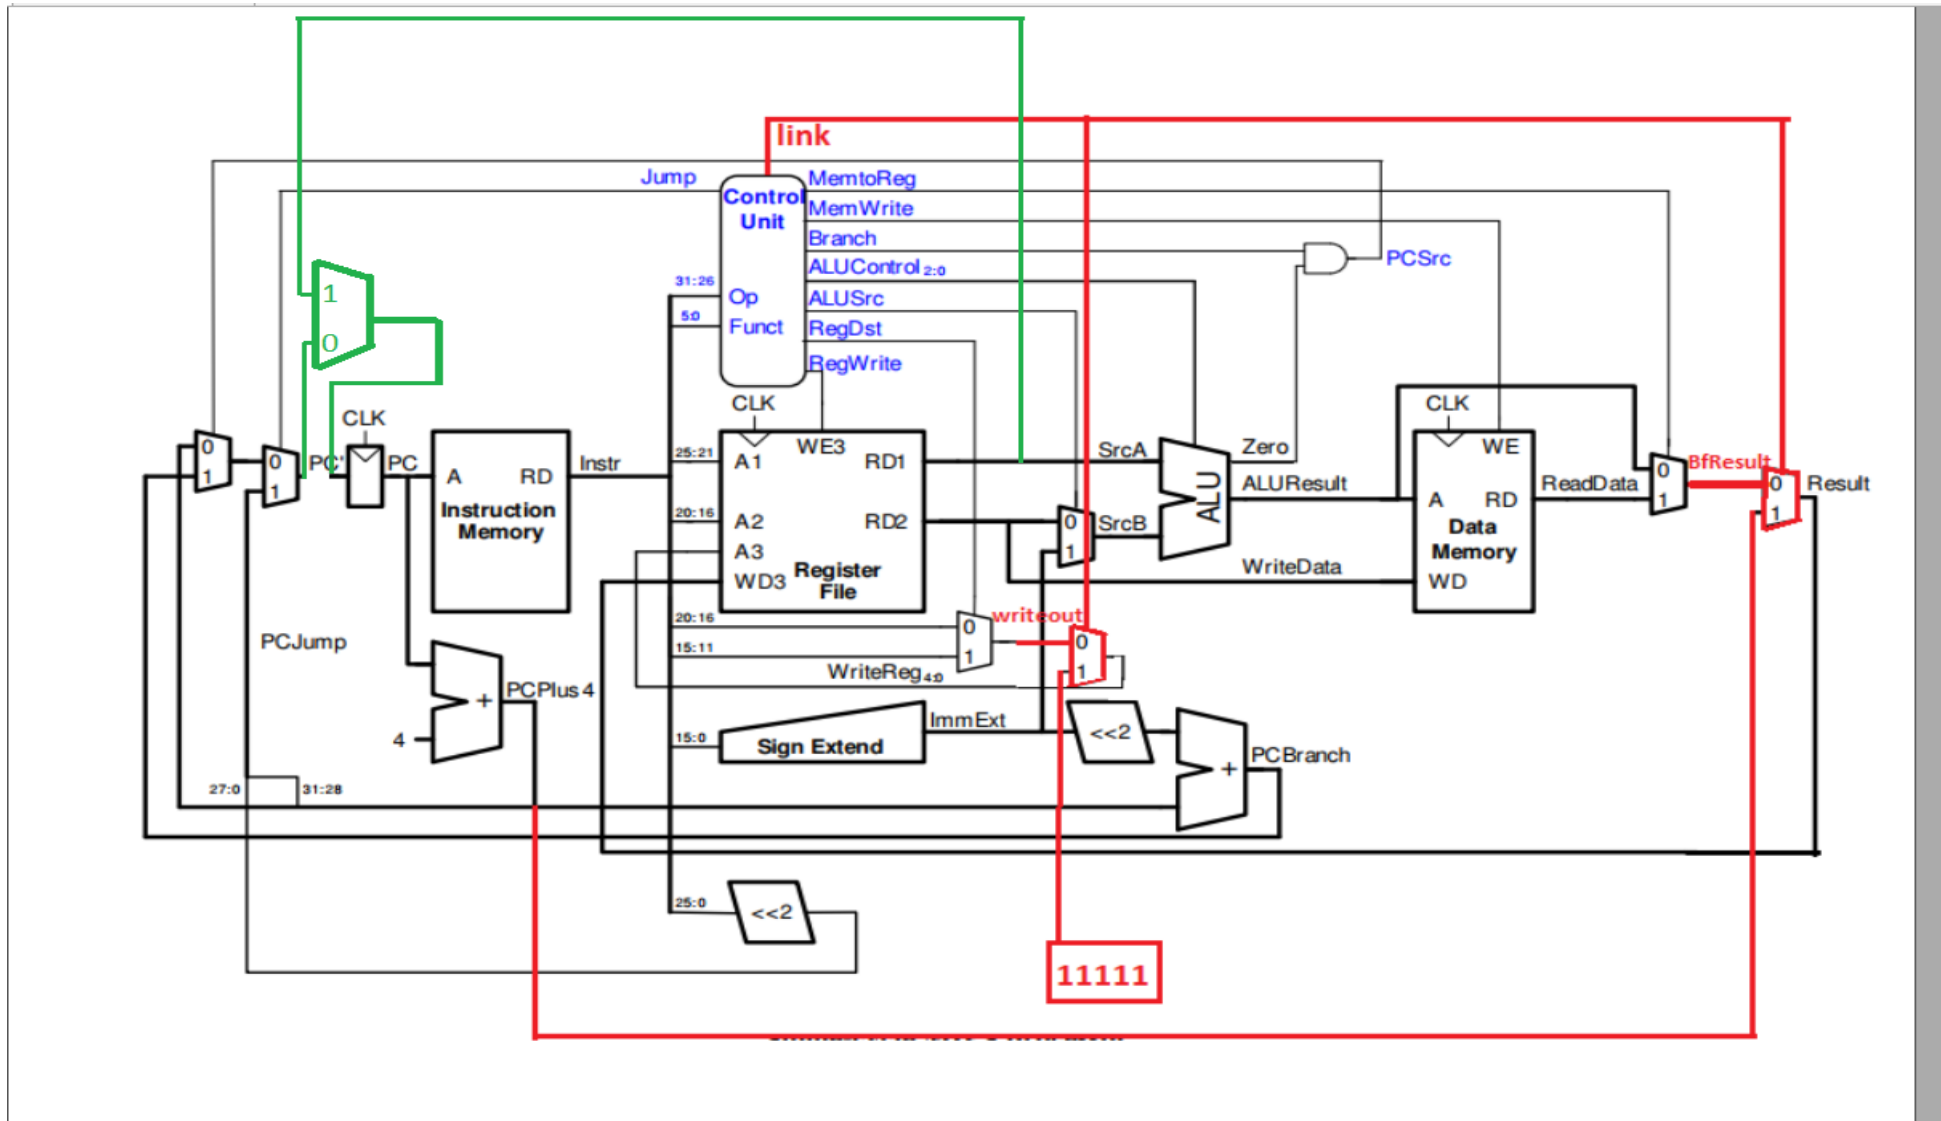 link
Jump
MemtoReg
Control
Unit
MemWrite
Branch
PCSrc
ALUControl 2:0
31:26
Op
ALUSrc
5:0
Funct
RegDst
RegWrite
1
0
CLK
CLK
CLK
0
1
0
1
PC'
PC
A
RD
Instruction
Memory
Instr
25:21
A1
WE3
RD1
20:16
A2
RD2
A3
WD3
Register
File
SrcA
0
1
SrcB
ALU
Zero
ALUResult
WriteData
WE
A
RD
Data
Memory
WD
ReadData
0
1
BfResult
0
1
Result
20:16
15:11
0
1
writeout
0
1
WriteReg 4:0
PCJump
+
PCPlus4
4
15:0
Sign Extend
ImmExt
<<2
+
PCBranch
27:0
31:28
25:0
<<2
11111